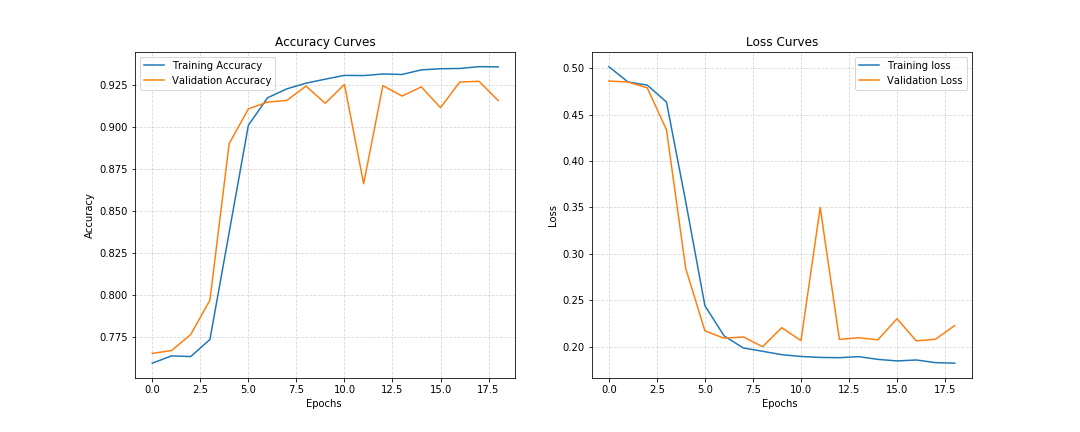 Accuracy Curves
Training Accuracy
Validation Accuracy
0.925
0.900
0.875
0.850
0.825
0.800
0.775
Accuracy
0.0 2.5 5.0 7.5 10.0 12.5 15.0 17.5
Epochs
Loss Curves
Training loss
Validation Loss
0.50
0.45
0.40
0.35
0.30
0.25
0.20
Loss
0.0 2.5 5.0 7.5 10.0 12.5 15.0 17.5
Epochs